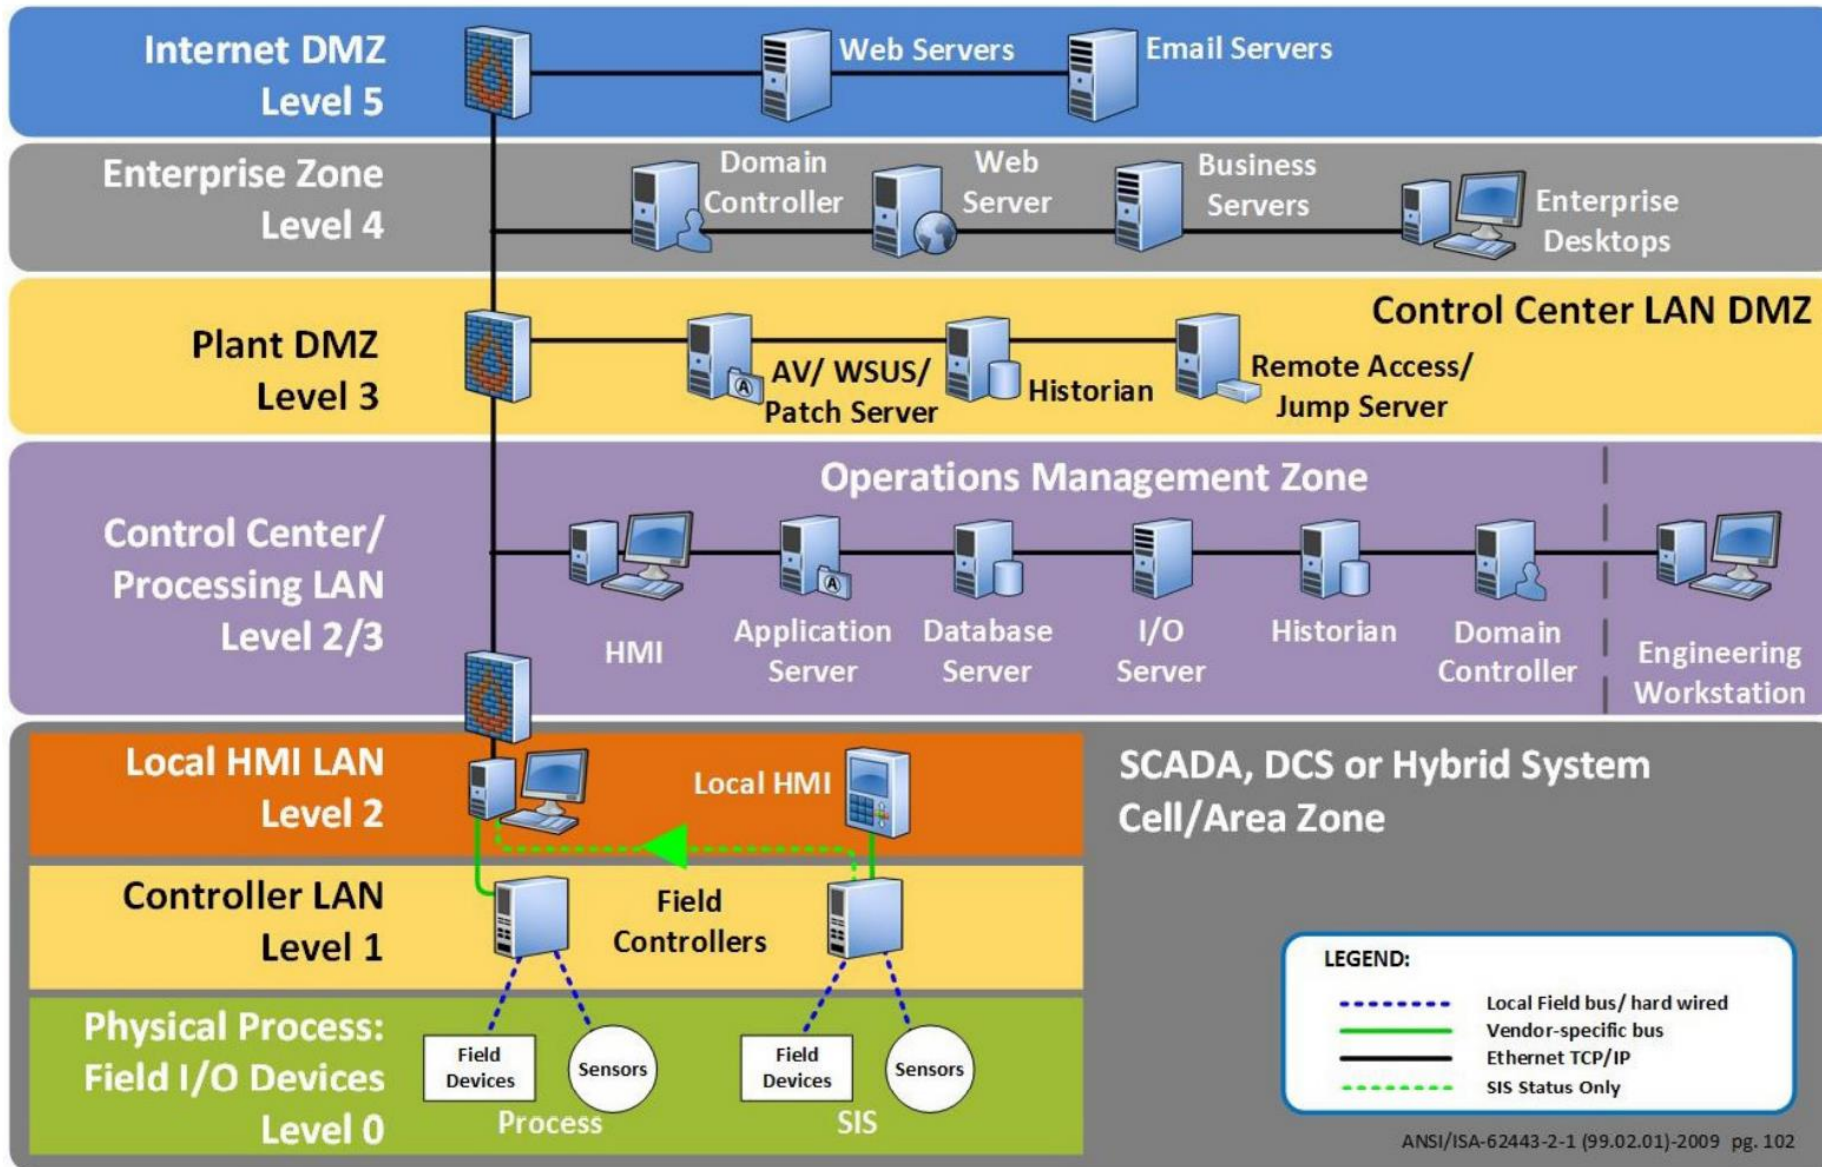 Internet DMZ
Level 5
Web Servers
Email Servers
Enterprise Zone
Level 4
Domain
Controller
Web
Server
Business
Servers
Enterprise
Desktops
Control Center LAN DMZ
Plant DMZ
Level 3
AV/ WSUS/
Patch Server
Historian
Remote Access/
Jump Server
Operations Management Zone
Control Center/
Processing LAN
Level 2/3
HMI
Application
Server
Database
Server
I/O
Server
Historian
Domain
Controller
Engineering
Workstation
Local HMI LAN
Level 2
Local HMI
SCADA, DCS or Hybrid System
Cell/Area Zone
Controller LAN
Level 1
Field
Controllers
Physical Process:
Field I/O Devices
Level 0
Field
Devices
Sensors
Process
Field
Devices
Sensors
SIS
LEGEND:
Local Field bus/ hard wired
Vendor-specific bus
Ethernet TCP/IP
SIS Status Only
ANSI/ISA-62443-2-1 (99.02.01)-2009 pg. 102
A
A